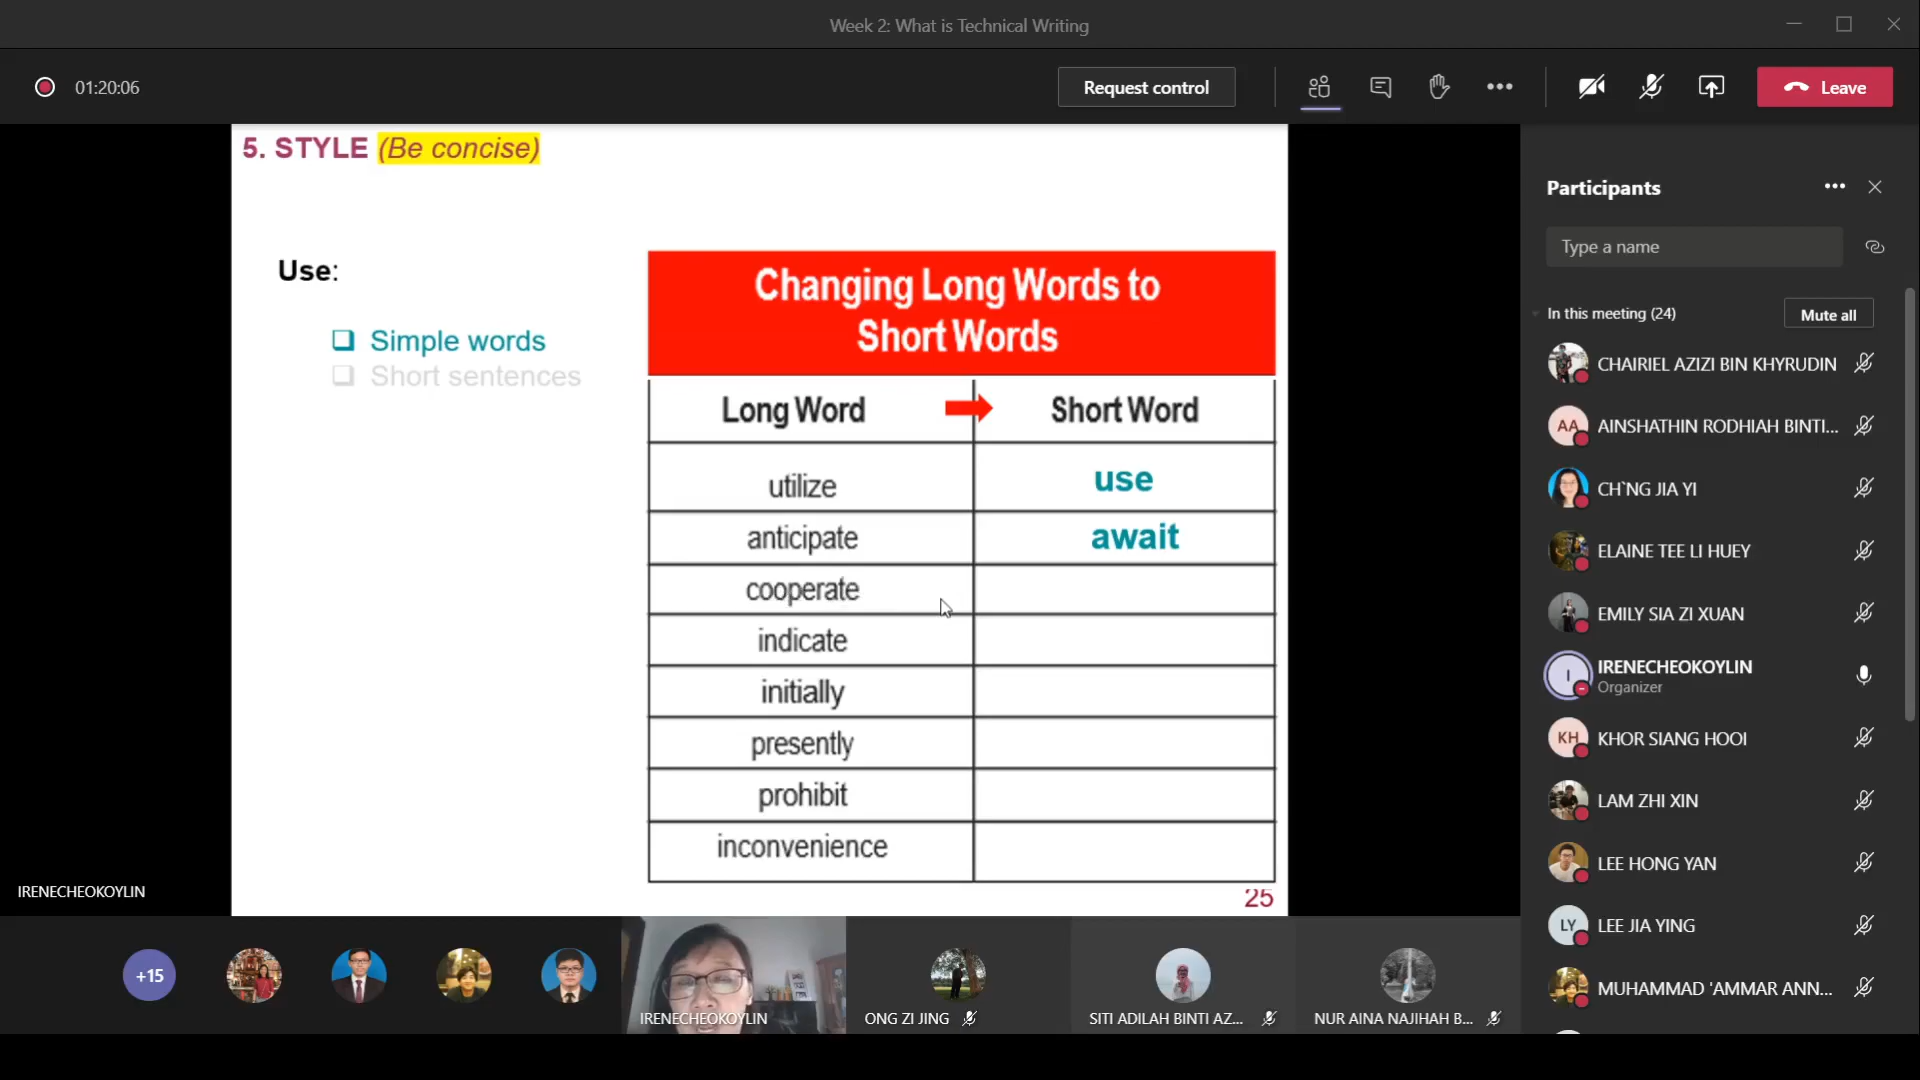 Week 2: What is Technical Writing
01:20:06
Request control
Leave
5. STYLE (Be concise)
Use:
Simple words
Short sentences
Changing Long Words to
Short Words
Long Word
Short Word
utilize
use
anticipate
await
cooperate
indicate
initially
presently
prohibit
inconvenience
25
IRENECHEOKOYLIN
Participants
Type a name
In this meeting (24)
Mute all
CHAIRIEL AZIZI BIN KHYRUDIN
AA
AINSHATHIN RODHIAH BINTI...
CH`NG JIA YI
ELAINE TEE LI HUEY
EMILY SIA ZI XUAN
I
IRENECHEOKOYLIN
Organizer
KH
KHOR SIANG HOOI
LAM ZHI XIN
LEE HONG YAN
LY
LEE JIA YING
MUHAMMAD 'AMMAR ANN...
+15
IRENECHEOKOYLIN
ONG ZI JING
SITI ADILAH BINTI AZ...
NUR AINA NAJIHAH B...